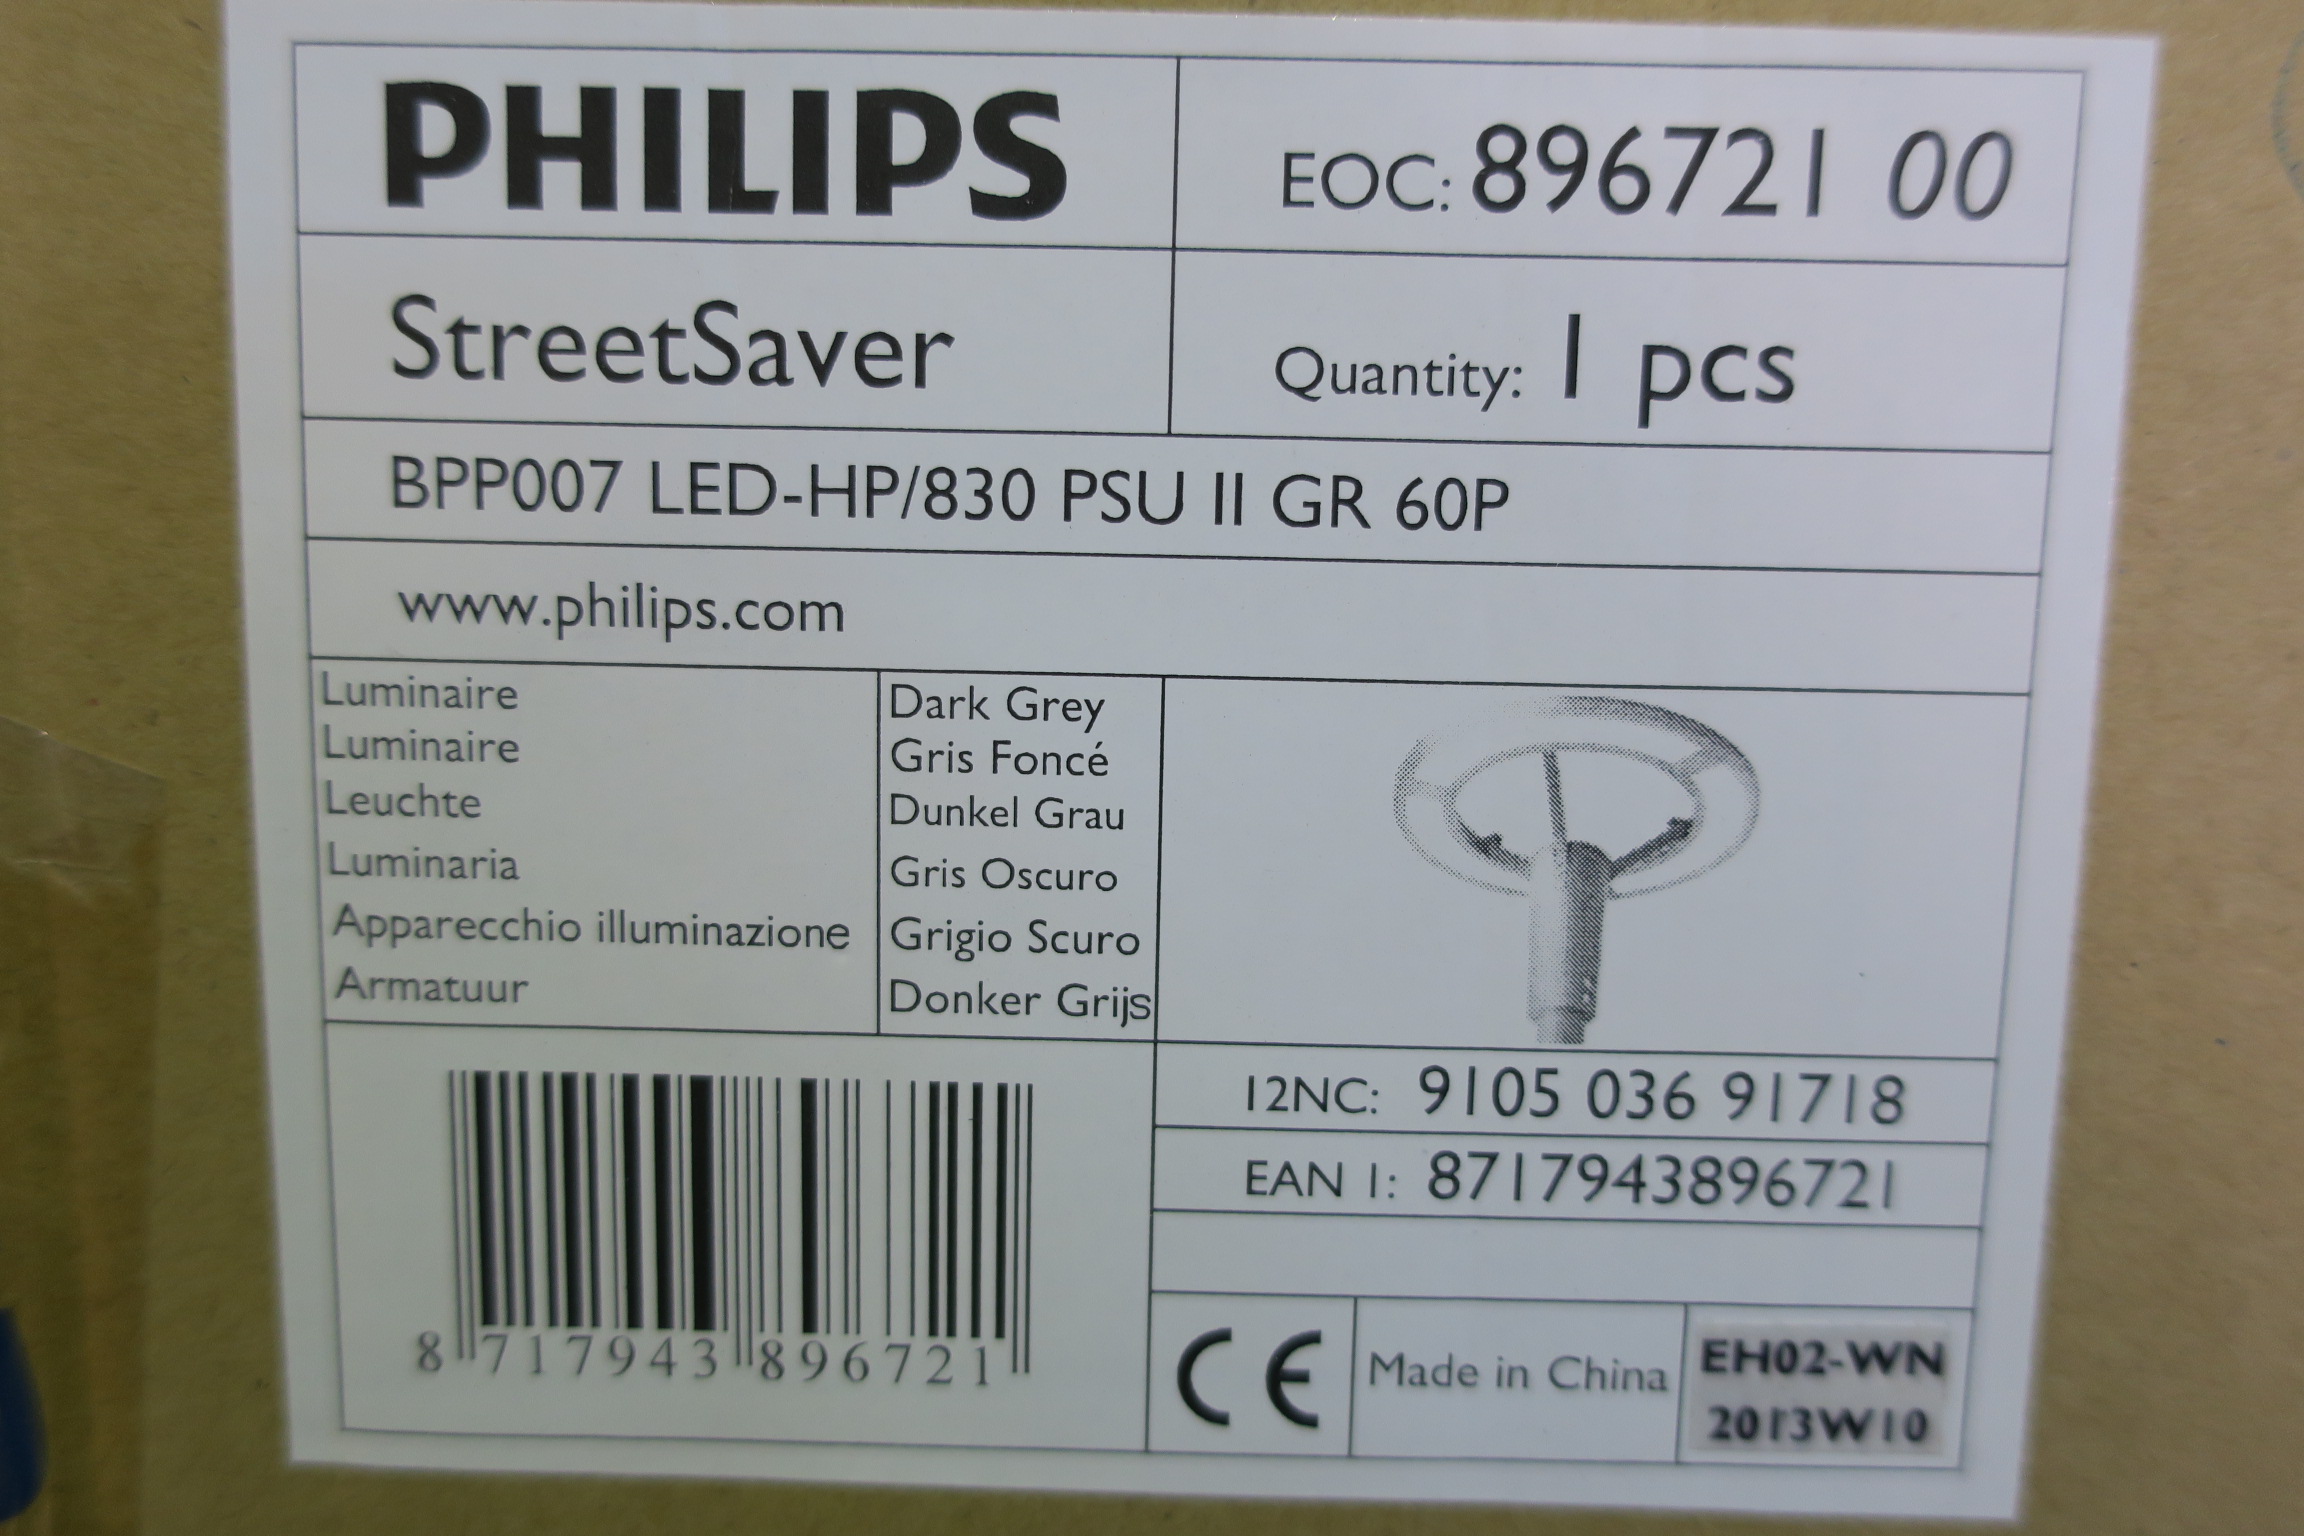 PHILIPS
EOC: 896721 00
StreetSaver
Quantity: 1 pcs
BPP007 LED-HP/830 PSU II GR 60P
www.philips.com
Luminaire
Luminaire
Leuchte
Luminaria
Apparecchio illuminazione
Armatuur
Dark Grey
Gris Foncé
Dunkel Grau
Gris Oscuro
Grigio Scuro
Donker Grijs
12NC: 9105 036 91718
EAN 1: 8717943896721
8 717943 896721
CE
Made in China
EH02-WN
2013W10